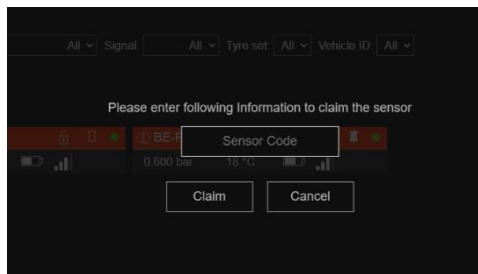 All Signal: All Tyre set: All Vehicle ID: All
Please enter following Information to claim the sensor
Sensor Code
0.600 bar 18 °C
Claim Cancel